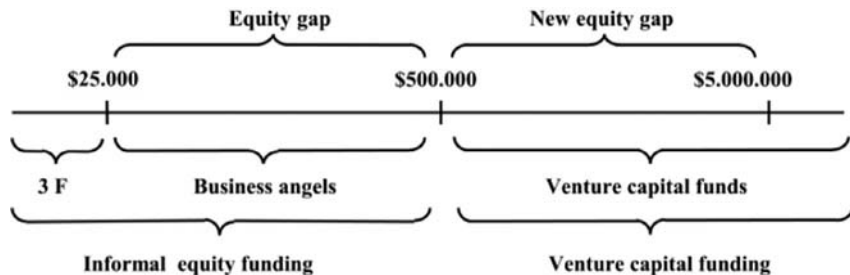 Equity gap New equity gap
$25.000 $500.000 $5.000.000
3 F Business angels Venture capital funds
Informal equity funding Venture capital funding